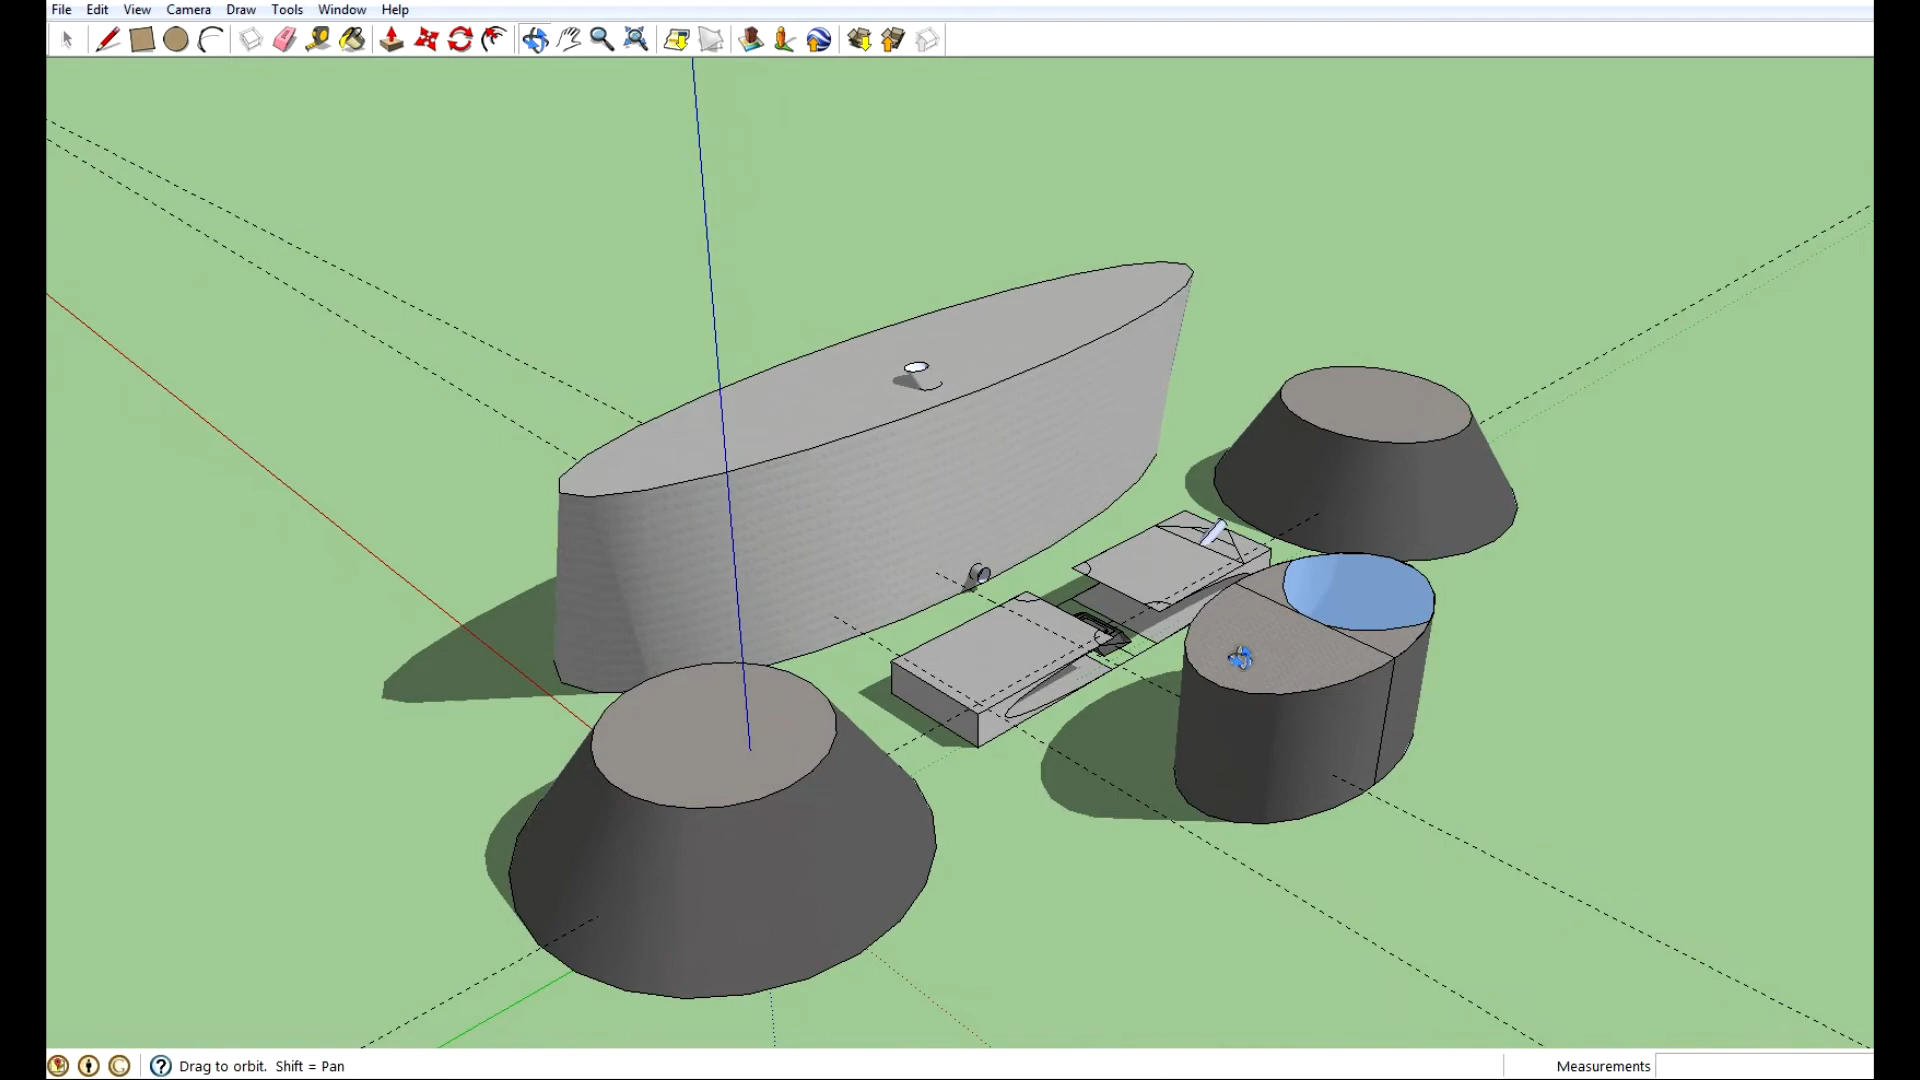 File Edit View Camera Draw Tools Window Help
Drag to orbit. Shift = Pan
Measurements